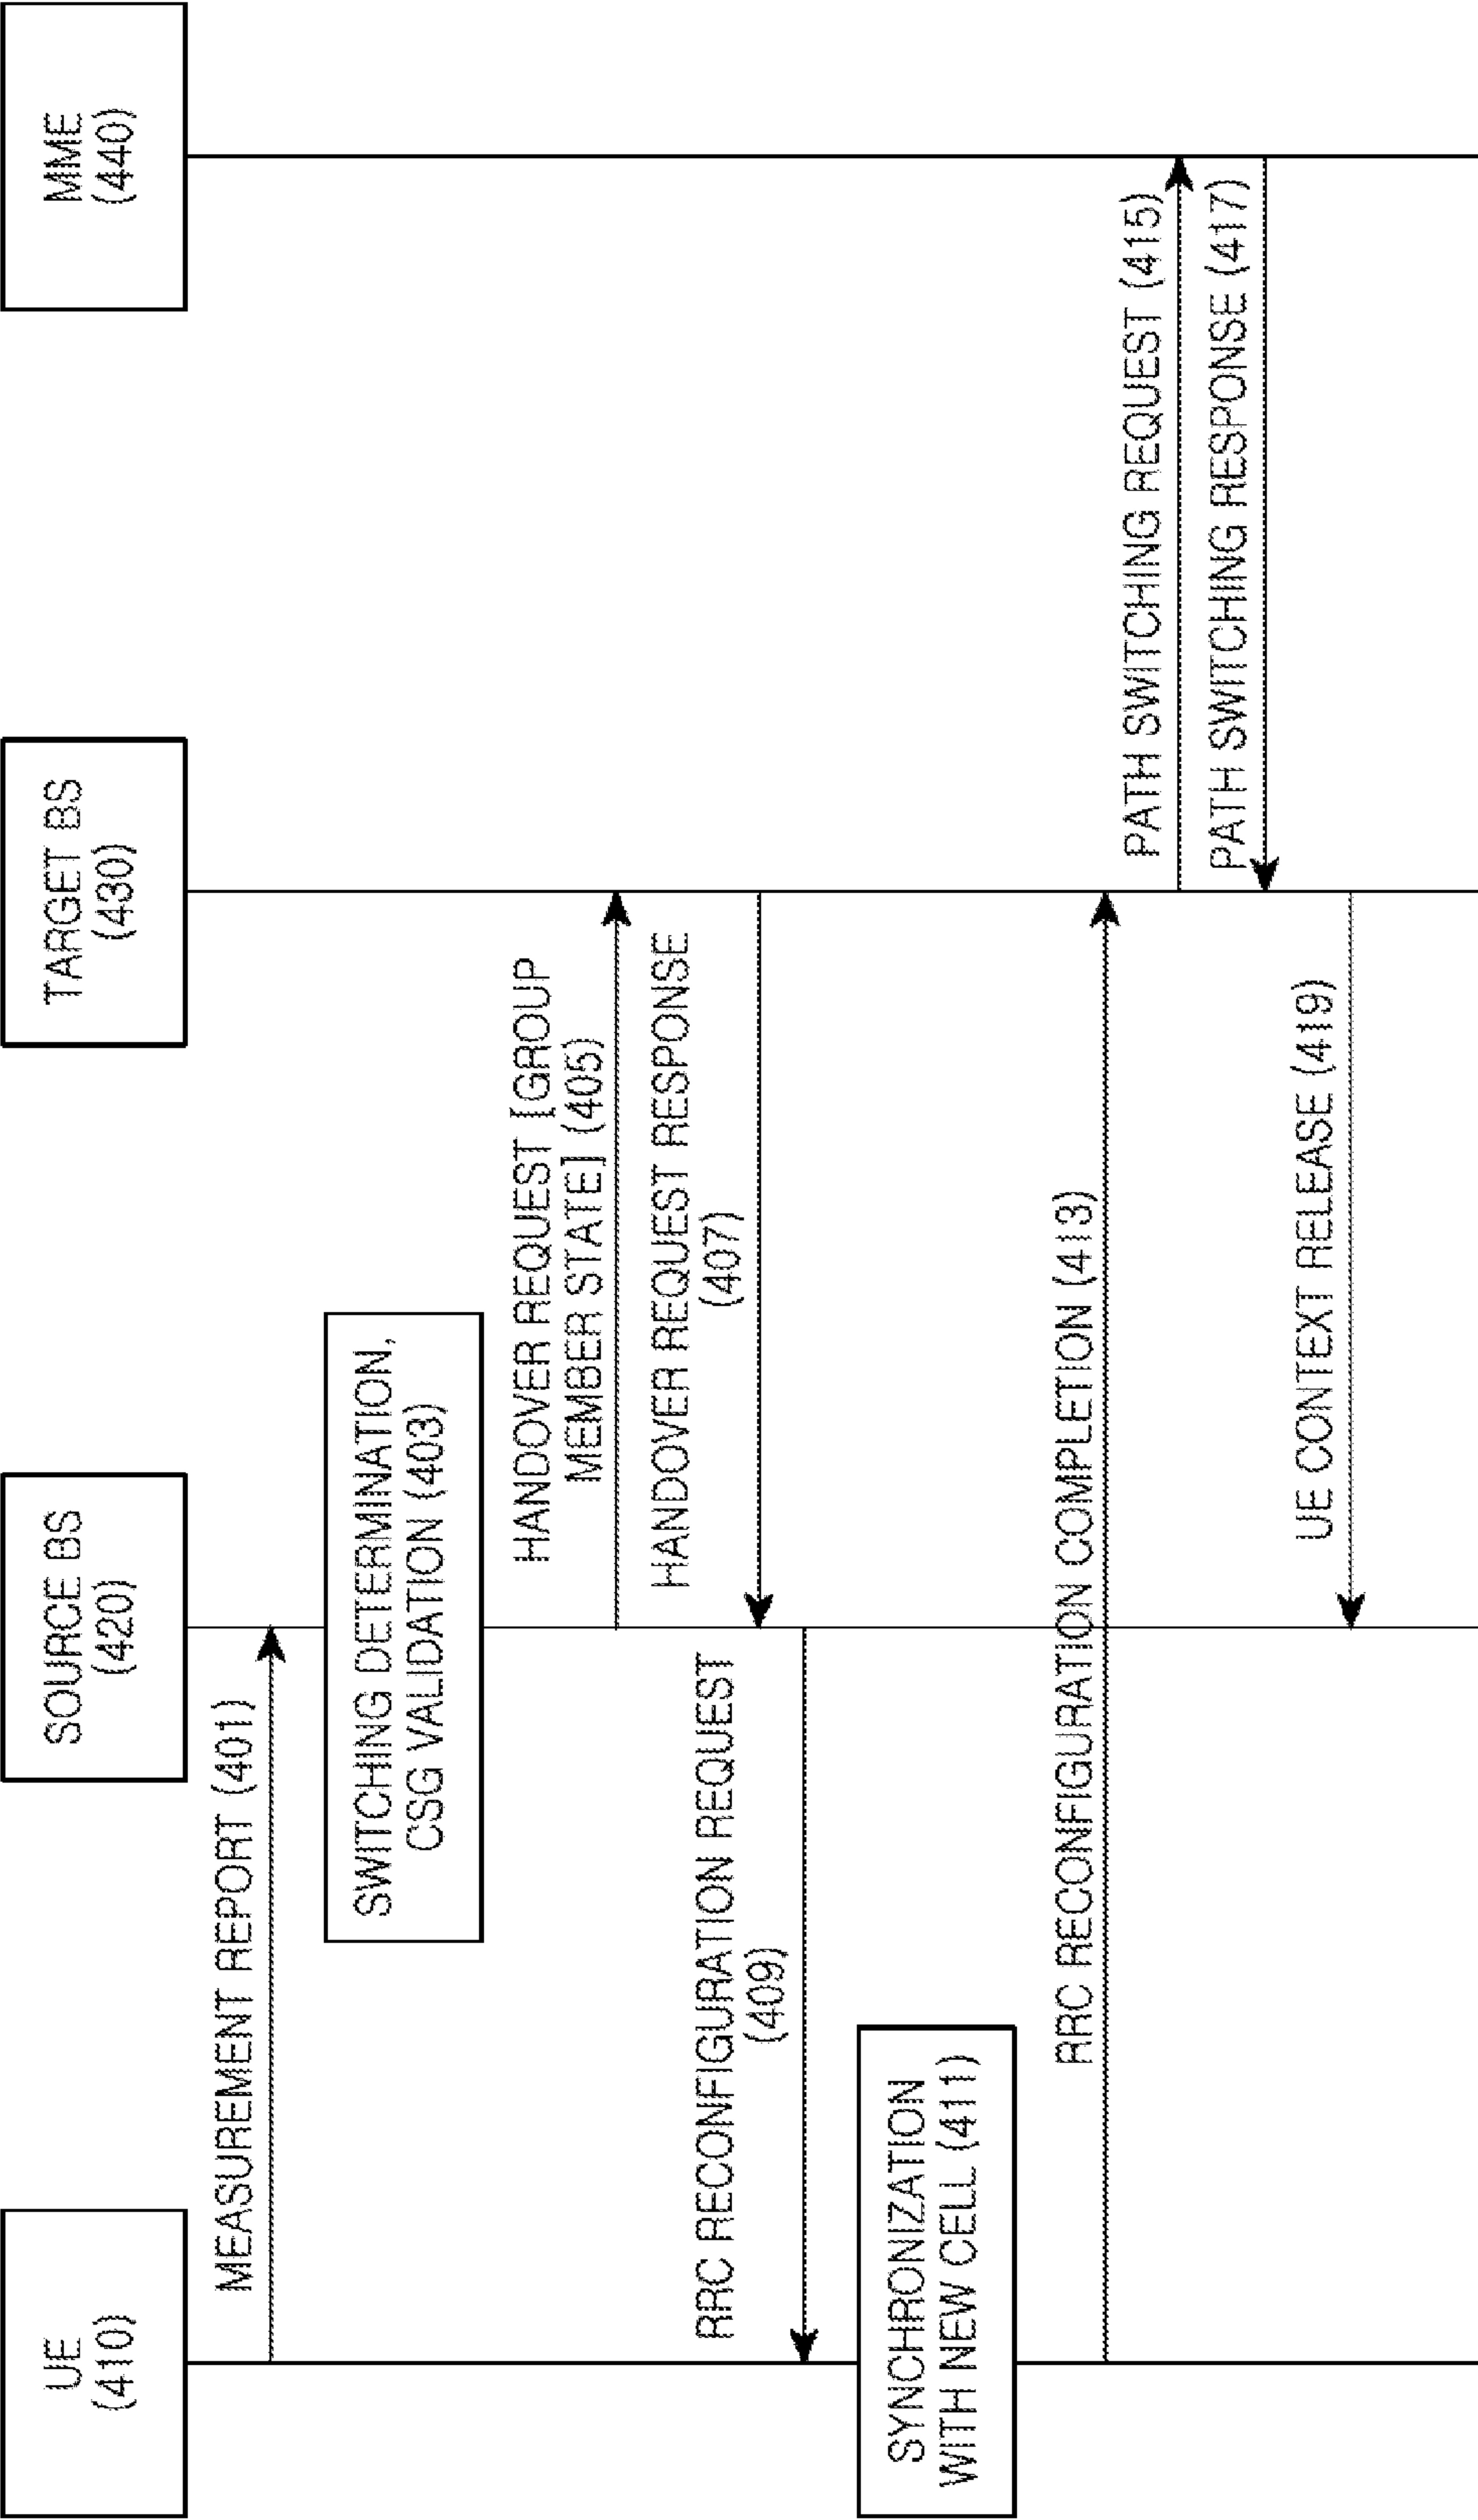 UE
(410)
SOURCE BS
(420)
TARGET BS
(430)
MME
(440)
MEASUREMENT REPORT (401)
SWITCHING DETERMINATION,
CSG VALIDATION (403)
HANDOVER REQUEST [GROUP
MEMBER STATE] (405)
HANDOVER REQUEST RESPONSE
(407)
RRC RECONFIGURATION REQUEST
(409)
SYNCHRONIZATION
WITH NEW CELL (411)
RRC RECONFIGURATION COMPLETION (413)
PATH SWITCHING REQUEST (415)
PATH SWITCHING RESPONSE (417)
UE CONTEXT RELEASE (419)